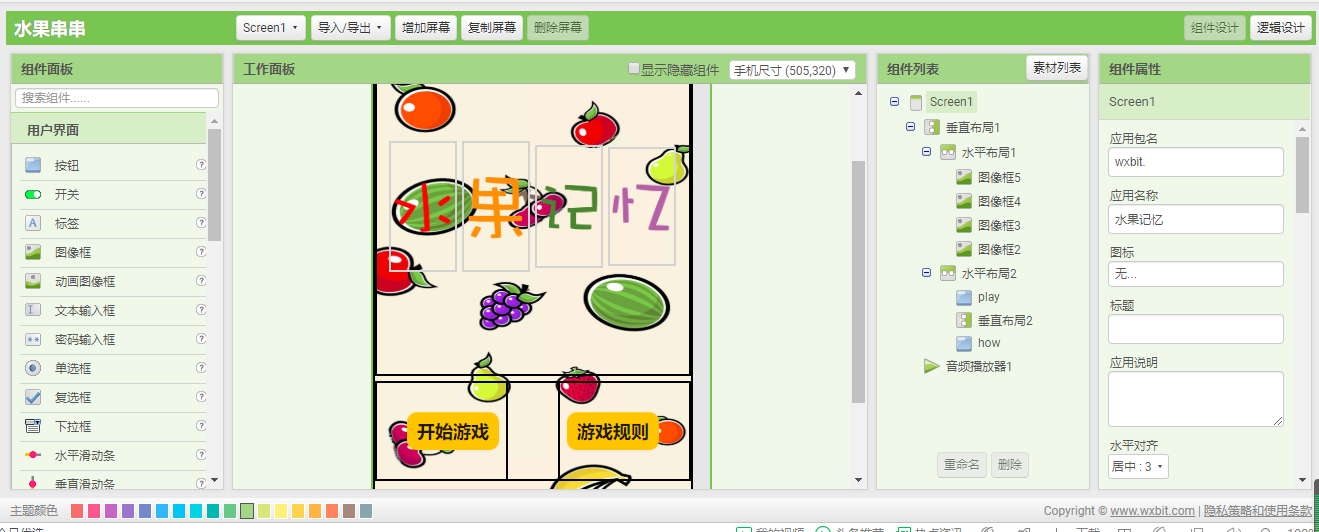 水果串串
Screen1
导入/导出
增加屏幕
复制屏幕
删除屏幕
组件设计
逻辑设计
组件面板
搜索组件......
用户界面
按钮
开关
标签
图像框
动画图像框
文本输入框
密码输入框
单选框
复选框
下拉框
水平滑动条
垂直滑动条
工作面板
显示隐藏组件
手机尺寸 (505,320)
水果记忆
开始游戏
游戏规则
组件列表
素材列表
Screen1
垂直布局1
水平布局1
图像框5
图像框4
图像框3
图像框2
水平布局2
play
垂直布局2
how
音频播放器1
重命名
删除
组件属性
Screen1
应用包名
wxbit.
应用名称
水果记忆
图标
无...
标题
应用说明
水平对齐
居中 : 3
主题颜色
Copyright © www.wxbit.com | 隐私策略和使用条款